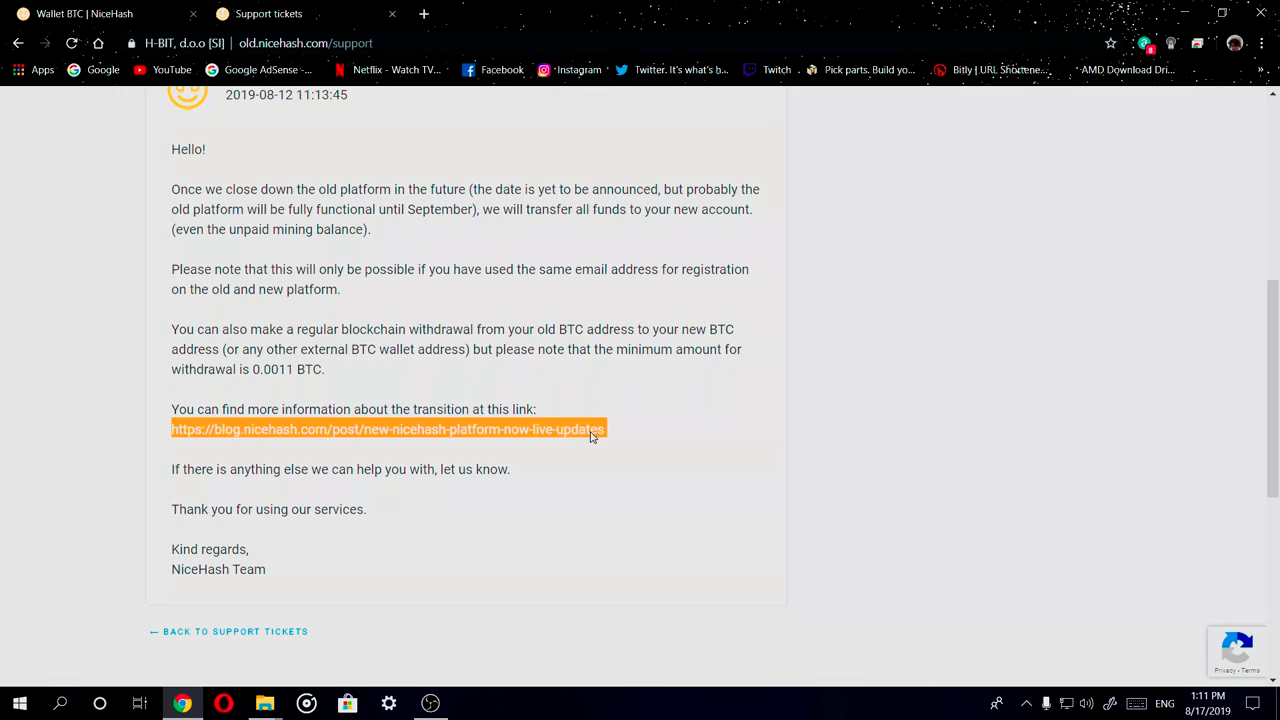 Wallet BTC | NiceHash
Support tickets
H-BIT, d.o.o [SI] | old.nicehash.com/support
8
Apps
Google
YouTube
Google AdSense -...
Netflix - Watch TV...
Facebook
Instagram
Twitter. It's what's b...
Twitch
Pick parts. Build yo...
Bitly | URL Shortene...
AMD Download Dri...
»
2019-08-12 11:13:45
Hello!
Once we close down the old platform in the future (the date is yet to be announced, but probably the
old platform will be fully functional until September), we will transfer all funds to your new account.
(even the unpaid mining balance).
Please note that this will only be possible if you have used the same email address for registration
on the old and new platform.
You can also make a regular blockchain withdrawal from your old BTC address to your new BTC
address (or any other external BTC wallet address) but please note that the minimum amount for
withdrawal is 0.0011 BTC.
You can find more information about the transition at this link:
https://blog.nicehash.com/post/new-nicehash-platform-now-live-updates
If there is anything else we can help you with, let us know.
Thank you for using our services.
Kind regards,
NiceHash Team
← BACK TO SUPPORT TICKETS
Privacy - Terms
ENG
1:11 PM
8/17/2019